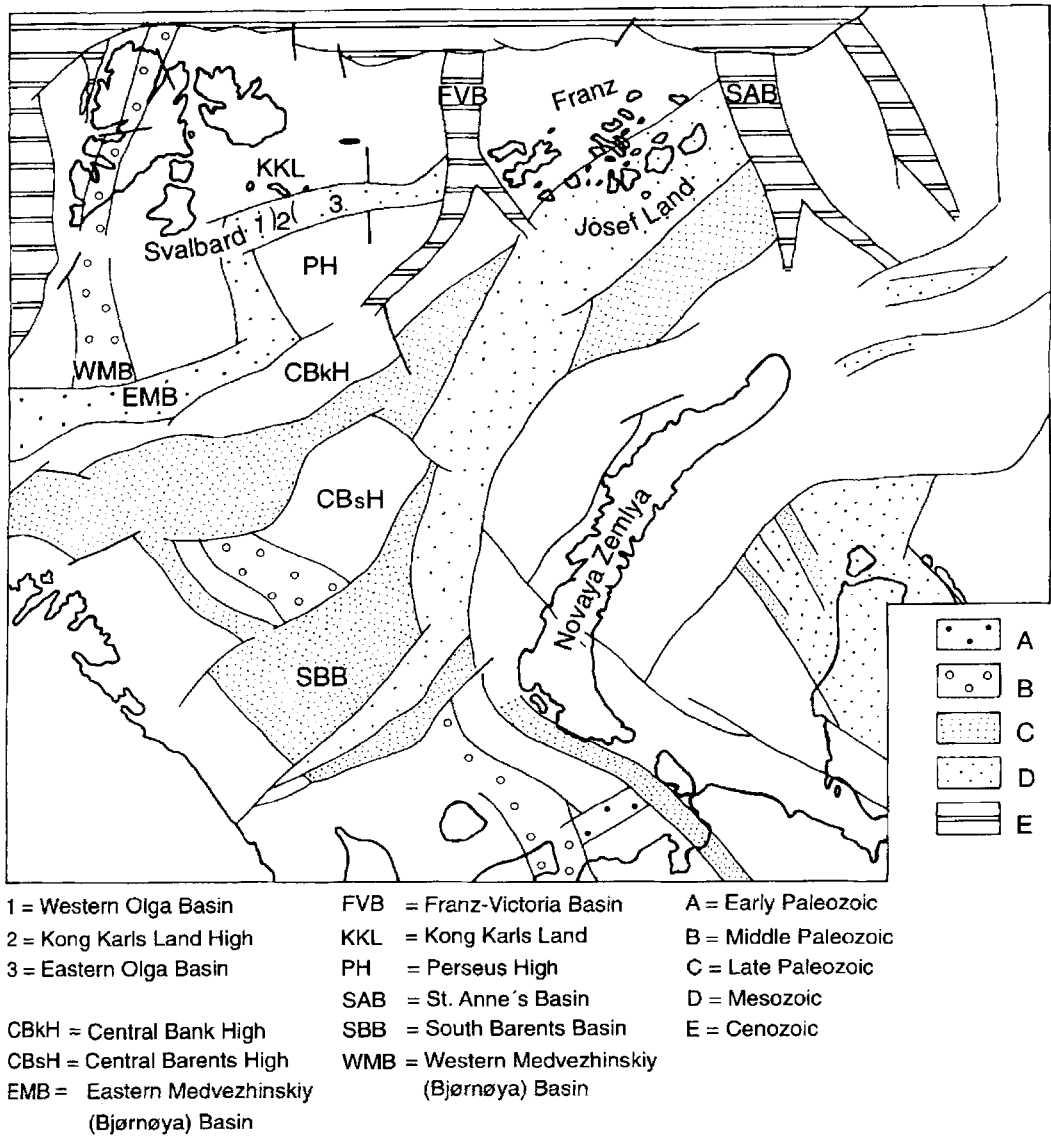 FVB
Franz
SAB
KKL
Josef Land
1
2
3
Svalbard
PH
WMB
EMB
CBkH
CBsH
Novaya Zemlya
SBB
A
B
C
D
E
1 = Western Olga Basin
2 = Kong Karls Land High
3 = Eastern Olga Basin
CBkH = Central Bank High
CBsH = Central Barents High
EMB = Eastern Medvezhinskiy
(Bjørnøya) Basin
FVB = Franz-Victoria Basin
KKL = Kong Karls Land
PH = Perseus High
SAB = St. Anne´s Basin
SBB = South Barents Basin
WMB = Western Medvezhinskiy
(Bjørnøya) Basin
A = Early Paleozoic
B = Middle Paleozoic
C = Late Paleozoic
D = Mesozoic
E = Cenozoic